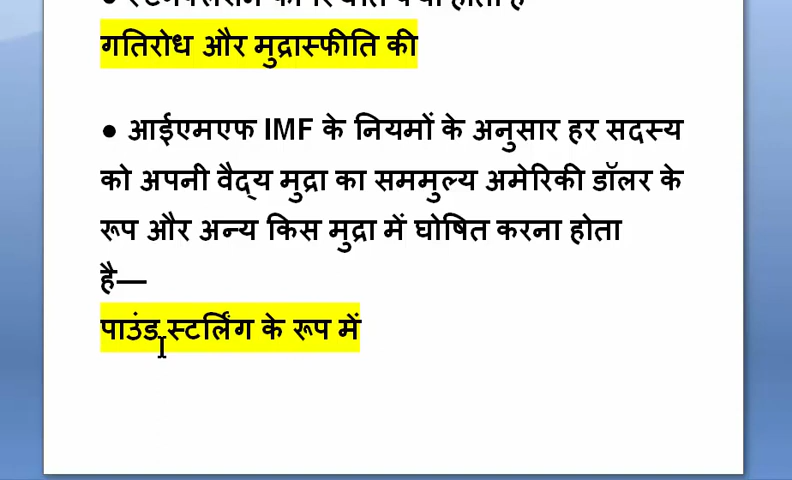 गतिरोध और मुद्रास्फीति की
● आईएमएफ IMF के नियमों के अनुसार हर सदस्य
को अपनी वैद्य मुद्रा का सममुल्य अमेरिकी डॉलर के
रूप और अन्य किस मुद्रा में घोषित करना होता
है—
पाउंड स्टर्लिंग के रूप में